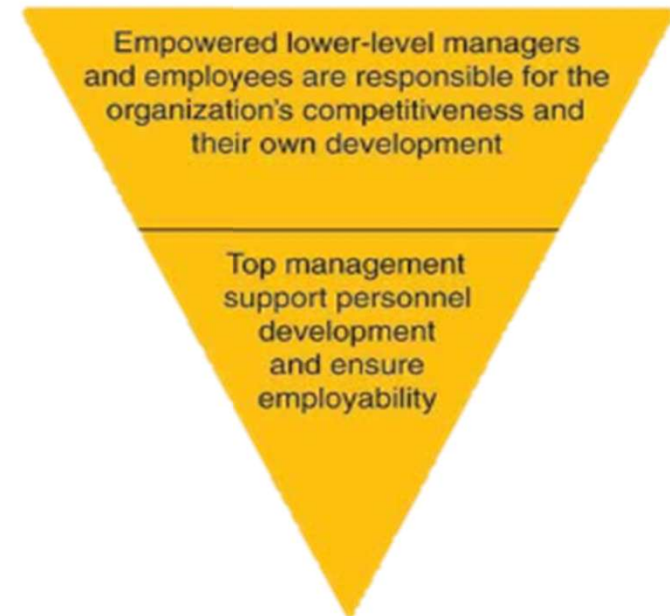 Empowered lower-level managers
and employees are responsible for the
organization's competitiveness and
their own development
Top management
support personnel
development
and ensure
employability